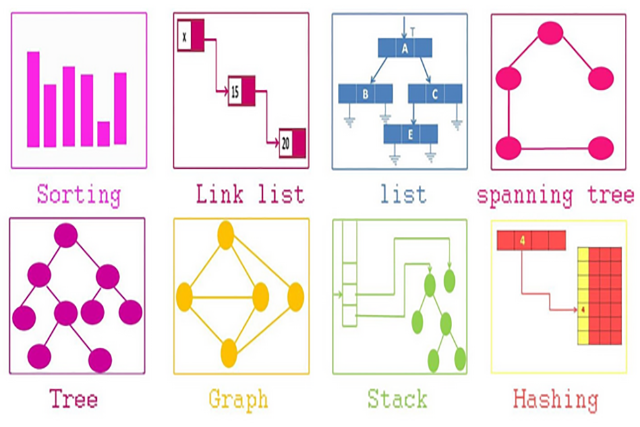 x
15
20
T
A
B
C
E
Sorting
Link list
list
spanning tree
4
4
Tree
Graph
Stack
Hashing